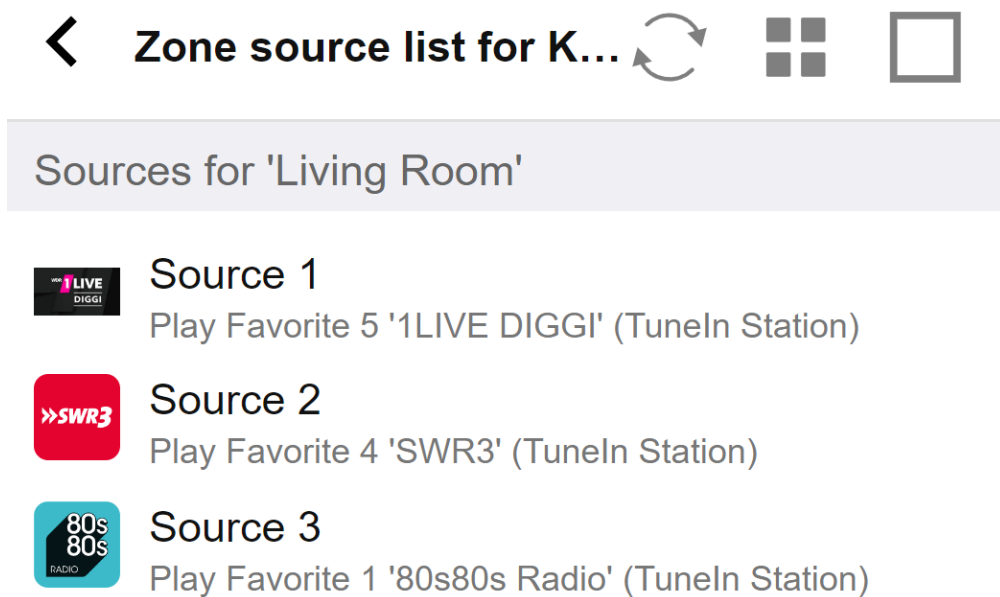 Zone source list for K...
Sources for 'Living Room'
WDR 1LIVE
DIGGI
Source 1
Play Favorite 5 '1LIVE DIGGI' (TuneIn Station)
»SWR3
Source 2
Play Favorite 4 'SWR3' (TuneIn Station)
80s
80s
RADIO
Source 3
Play Favorite 1 '80s80s Radio' (TuneIn Station)